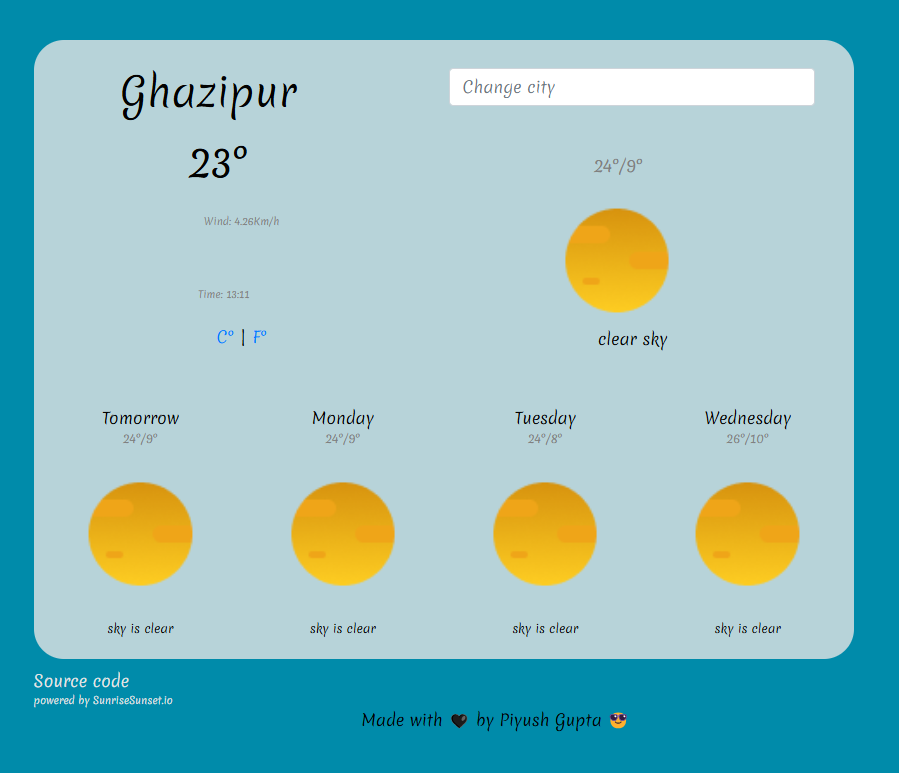 Ghazipur
Change city
23°
24°/9°
Wind: 4.26Km/h
Time: 13:11
C° | F°
clear sky
Tomorrow
24°/9°
Monday
24°/9°
Tuesday
24°/8°
Wednesday
26°/10°
sky is clear
sky is clear
sky is clear
sky is clear
Source code
powered by SunriseSunset.io
Made with 🖤 by Piyush Gupta 😎